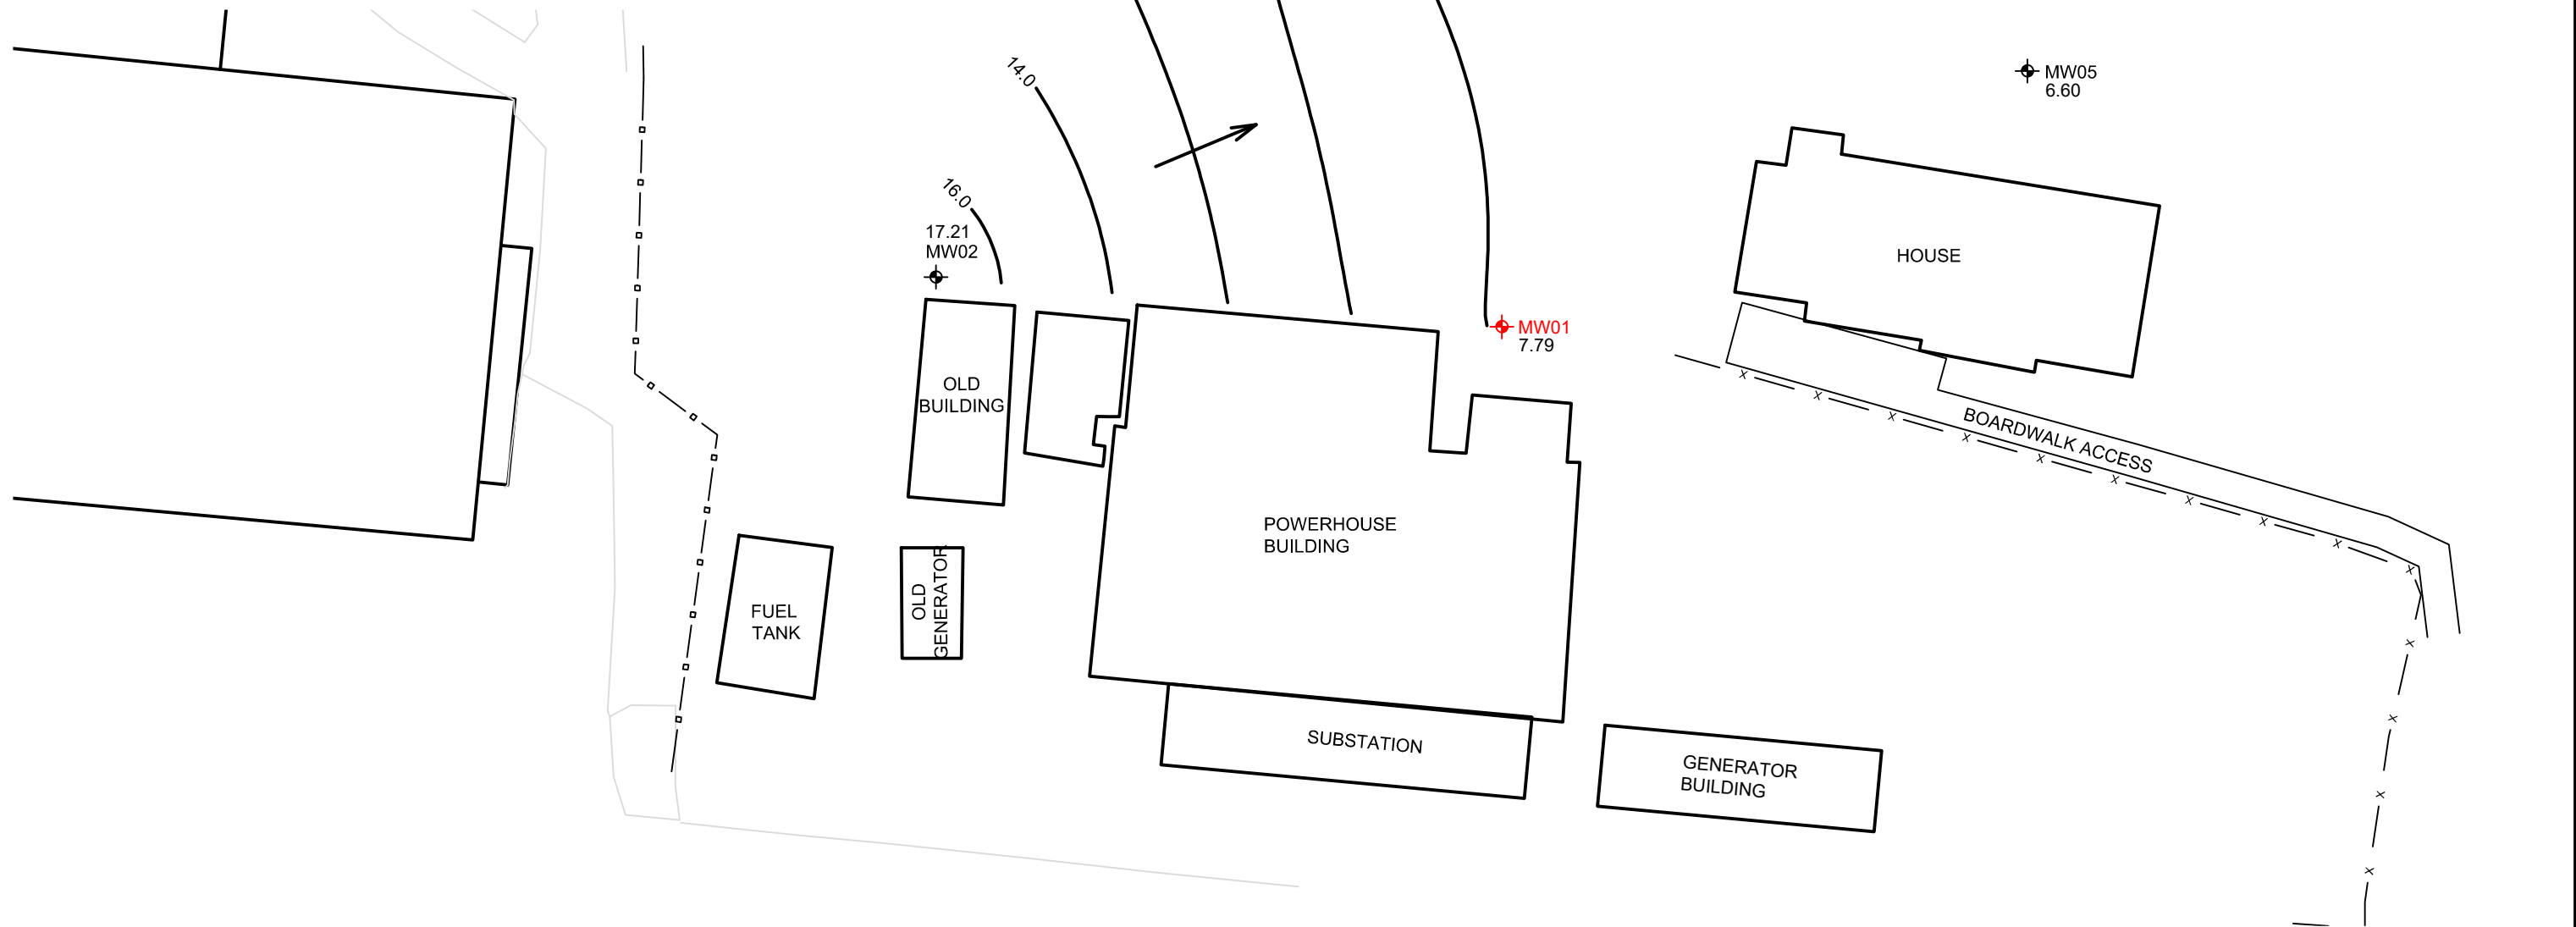 14.0
MW05
6.60
16.0
17.21
MW02
HOUSE
MW01
7.79
OLD
BUILDING
BOARDWALK ACCESS
POWERHOUSE
BUILDING
OLD
GENERATOR
FUEL
TANK
SUBSTATION
GENERATOR
BUILDING